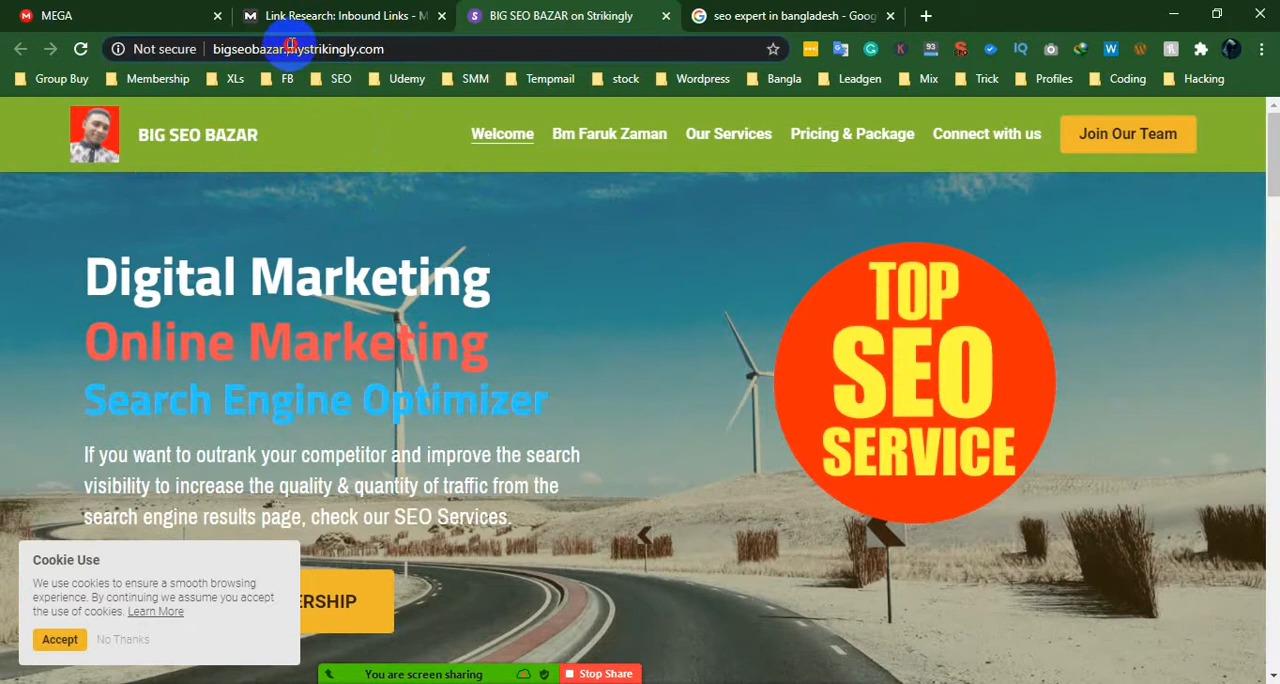 MEGA
Link Research: Inbound Links - M
BIG SEO BAZAR on Strikingly
seo expert in bangladesh - Goog
Not secure
bigseobazar.mystrikingly.com
93
SEO
IQ
W
Group Buy
Membership
XLs
FB
SEO
Udemy
SMM
Tempmail
stock
Wordpress
Bangla
Leadgen
Mix
Trick
Profiles
Coding
Hacking
BIG SEO BAZAR
Welcome
Bm Faruk Zaman
Our Services
Pricing & Package
Connect with us
Join Our Team
Digital Marketing
Online Marketing
Search Engine Optimizer
If you want to outrank your competitor and improve the search
visibility to increase the quality & quantity of traffic from the
search engine results page, check our SEO Services.
TOP
SEO
SERVICE
ERSHIP
Cookie Use
We use cookies to ensure a smooth browsing
experience. By continuing we assume you accept
the use of cookies. Learn More
Accept
No Thanks
You are screen sharing
Stop Share